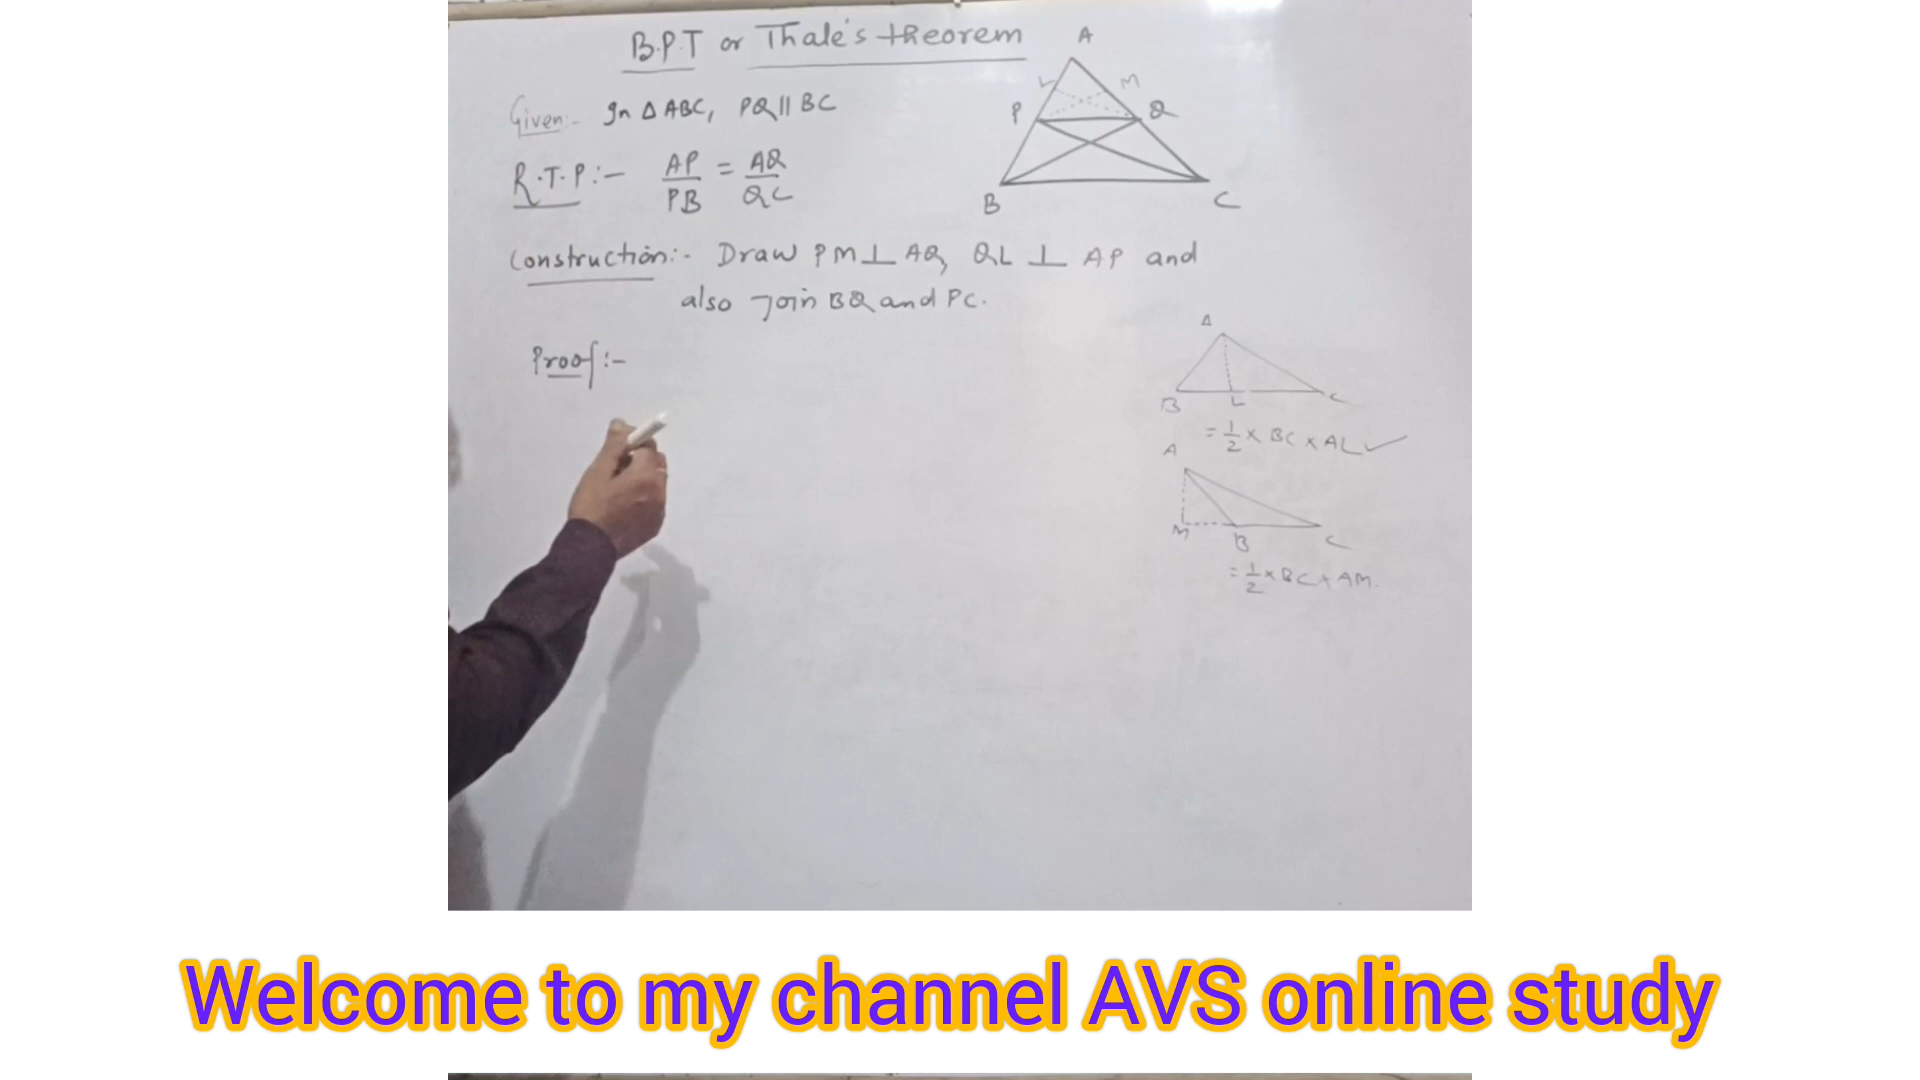 B.P.T or Thale's theorem
Given:- In Δ ABC, PQ || BC
R.T.P:- AP/PB = AQ/QC
Construction:- Draw PM ⊥ AQ, QL ⊥ AP and
also Join BQ and PC.
Proof:-
A
L M
P Q
B C
A
B L C
= 1/2 × BC × AL ✓
A
M B C
= 1/2 × BC × AM.
Welcome to my channel AVS online study